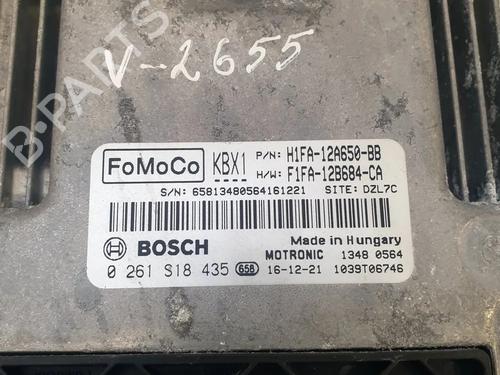 V-2655
B-PARTS
FoMoCo KBX1 P/N: H1FA-12A650-BB
H/W: F1FA-12B684-CA
S/N: 65813480564161221 SITE: DZL7C
BOSCH Made in Hungary
MOTRONIC 1348 0564
0 261 S18 435 658 16-12-21 1039T06746